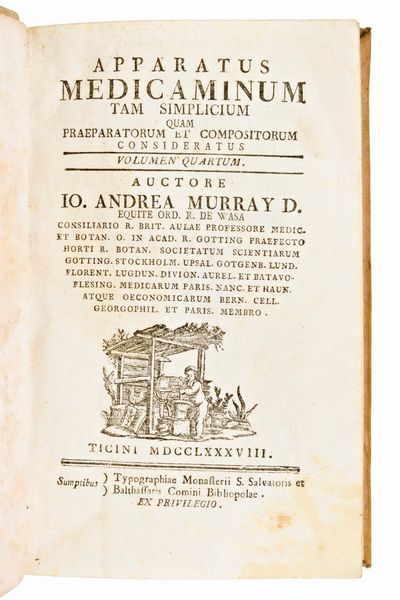 APPARATUS
MEDICAMINUM
TAM SIMPLICIUM
QUAM
PRAEPARATORUM ET COMPOSITORUM
CONSIDERATUS
VOLUMEN QUARTUM.
AUCTORE
IO. ANDREA MURRAY D.
EQUITE ORD. R. DE WASA
CONSILIARIO R. BRIT. AULAE PROFESSORE MEDIC.
ET BOTAN. O. IN ACAD. R. GOTTING PRAEFECTO
HORTI R. BOTAN. SOCIETATUM SCIENTIARUM
GOTTING. STOCKHOLM. UPSAL. GOTGENB. LUND.
FLORENT. LUGDUN. DIVION. AUREL. ET BATAVO-
FLESING. MEDICARUM PARIS. NANC. ET HAUN.
ATQUE OECONOMICARUM BERN. CELL.
GEORGOPHIL. ET PARIS. MEMBRO.
TICINI MDCCLXXXVIII.
Sumptibus } Typographiae Monasterii S. Salvatoris et
} Balthassaris Comini Bibliopolae.
EX PRIVILEGIO.